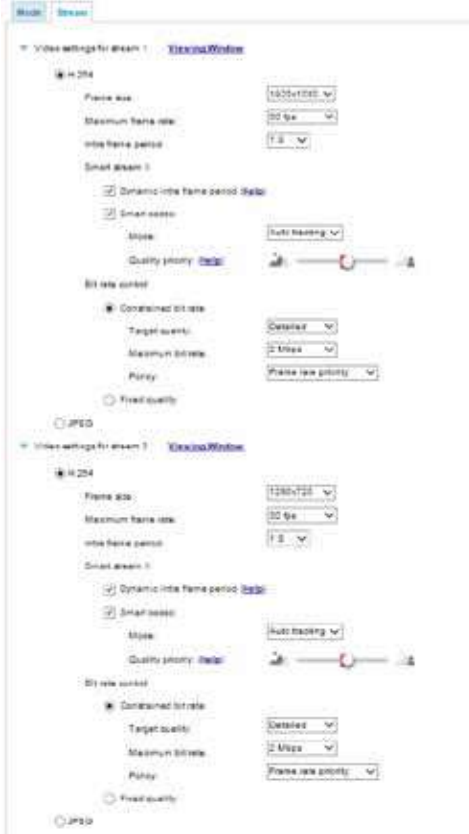 Mode Stream
Video settings for stream 1 Viewing Window
H.264
Frame size: 1920x1080
Maximum frame rate: 30 fps
Intra frame period: 1 S
Smart stream II:
Dynamic intra frame period (Help)
Smart codec:
Mode: Auto tracking
Quality priority: (Help)
Bit rate control
Constrained bit rate:
Target quality: Detailed
Maximum bit rate: 2 Mbps
Policy: Frame rate priority
Fixed quality:
JPEG
Video settings for stream 2 Viewing Window
H.264
Frame size: 1280x720
Maximum frame rate: 30 fps
Intra frame period: 1 S
Smart stream II:
Dynamic intra frame period (Help)
Smart codec:
Mode: Auto tracking
Quality priority: (Help)
Bit rate control
Constrained bit rate:
Target quality: Detailed
Maximum bit rate: 2 Mbps
Policy: Frame rate priority
Fixed quality:
JPEG